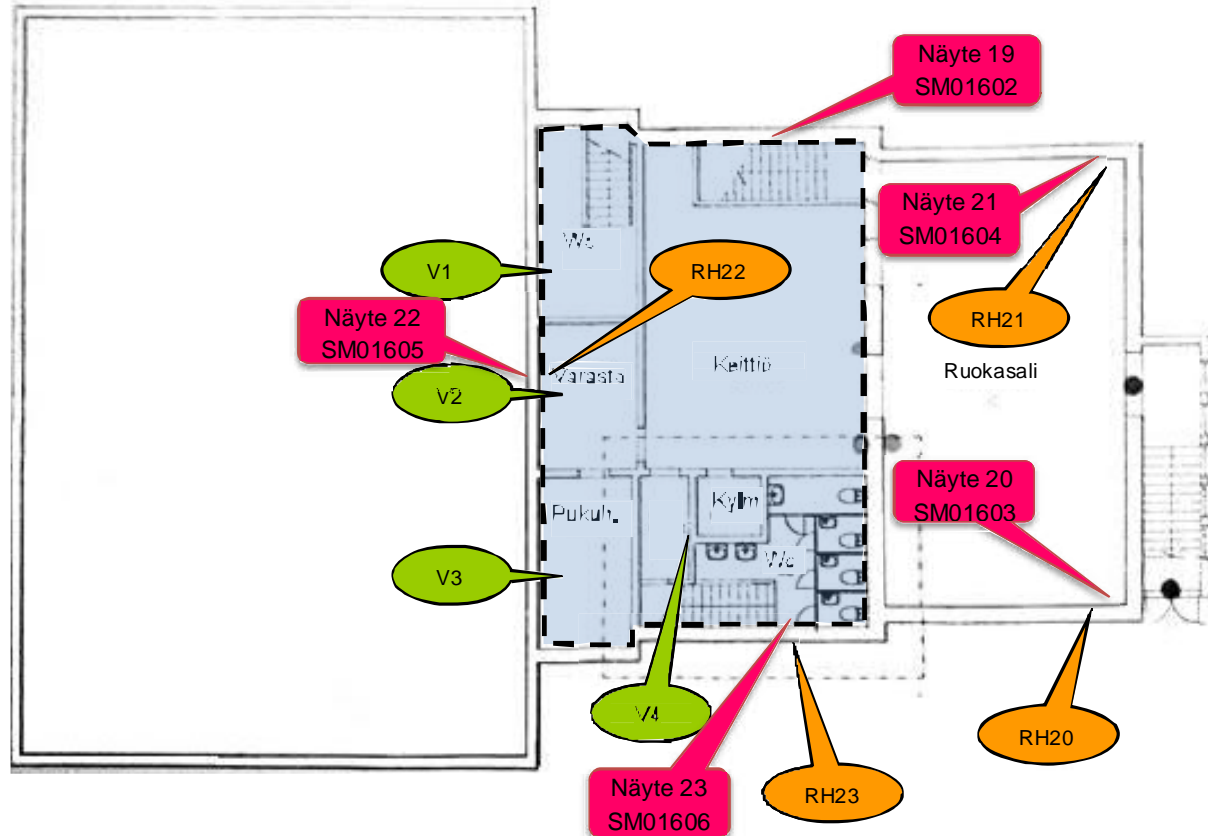 Näyte 19
SM01602
Näyte 21
SM01604
Wc
V1
RH22
Näyte 22
SM01605
RH21
Ruokasali
Keittiö
Varasto
V2
Näyte 20
SM01603
Pukuh.
Kylm
Wc
V3
V4
RH20
Näyte 23
SM01606
RH23